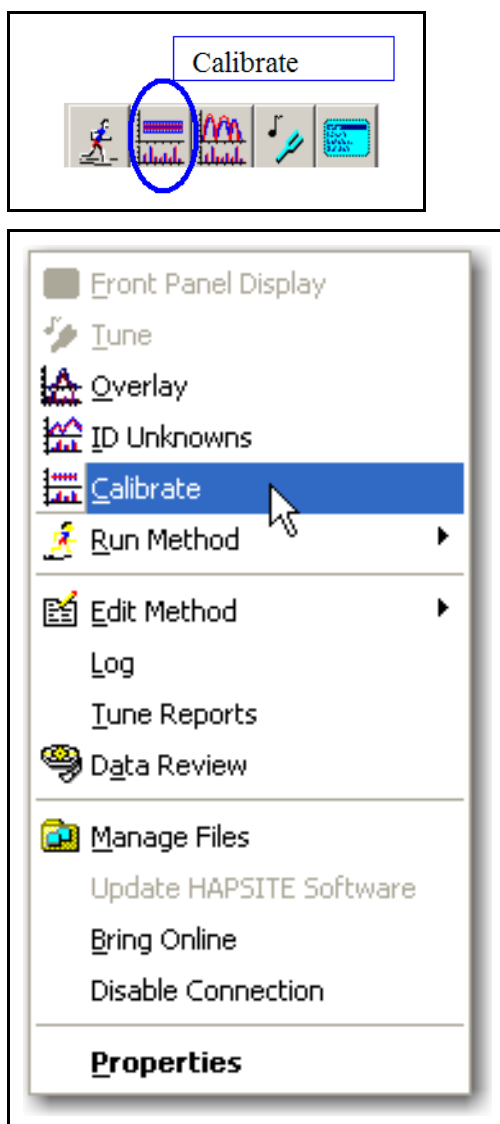 Calibrate
Front Panel Display
Tune
Overlay
ID Unknowns
Calibrate
Run Method
Edit Method
Log
Tune Reports
Data Review
Manage Files
Update HAPSITE Software
Bring Online
Disable Connection
Properties